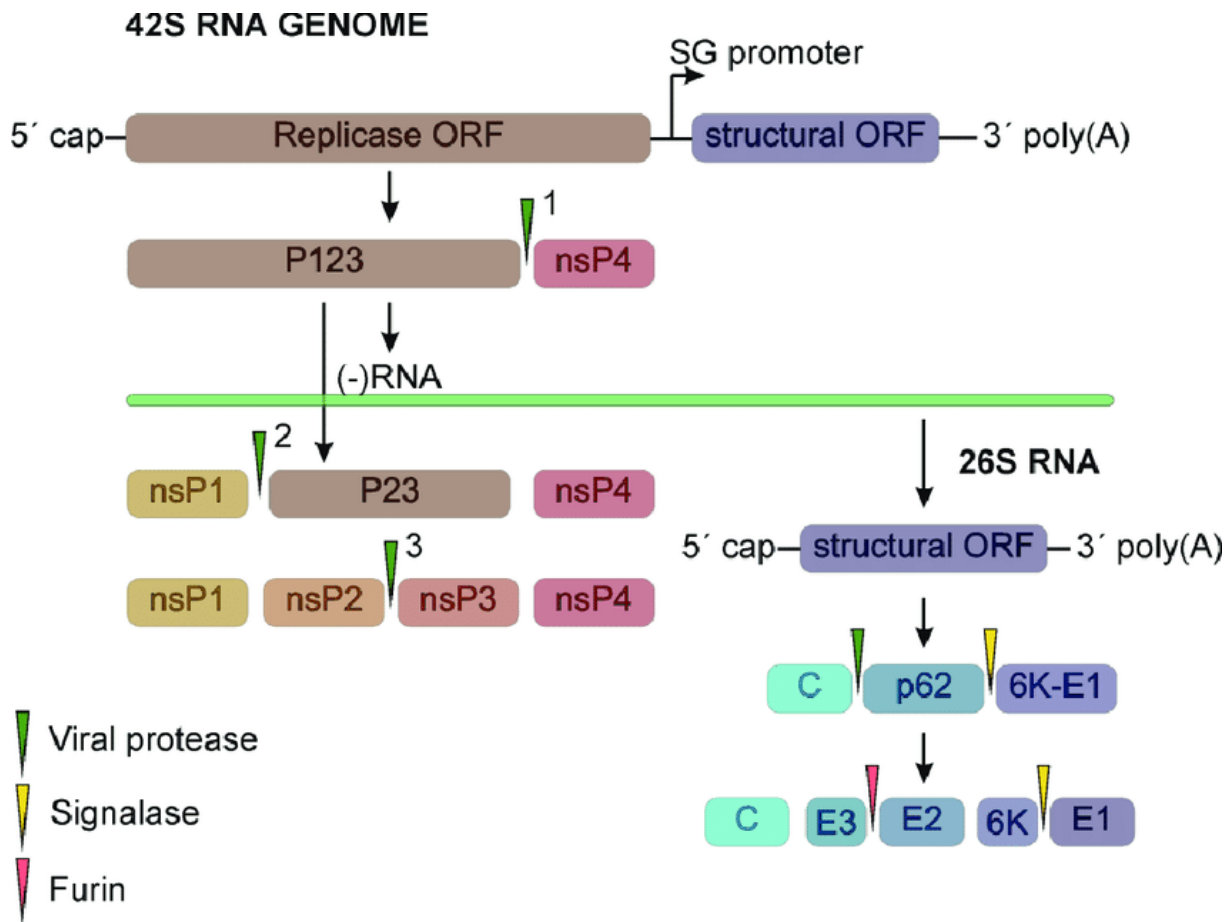 42S RNA GENOME
SG promoter
5´ cap Replicase ORF structural ORF 3´ poly(A)
1
P123 nsP4
(-)RNA
2
nsP1 P23 nsP4
26S RNA
3
5´ cap structural ORF 3´ poly(A)
nsP1 nsP2 nsP3 nsP4
C p62 6K-E1
Viral protease
C E3 E2 6K E1
Signalase
Furin